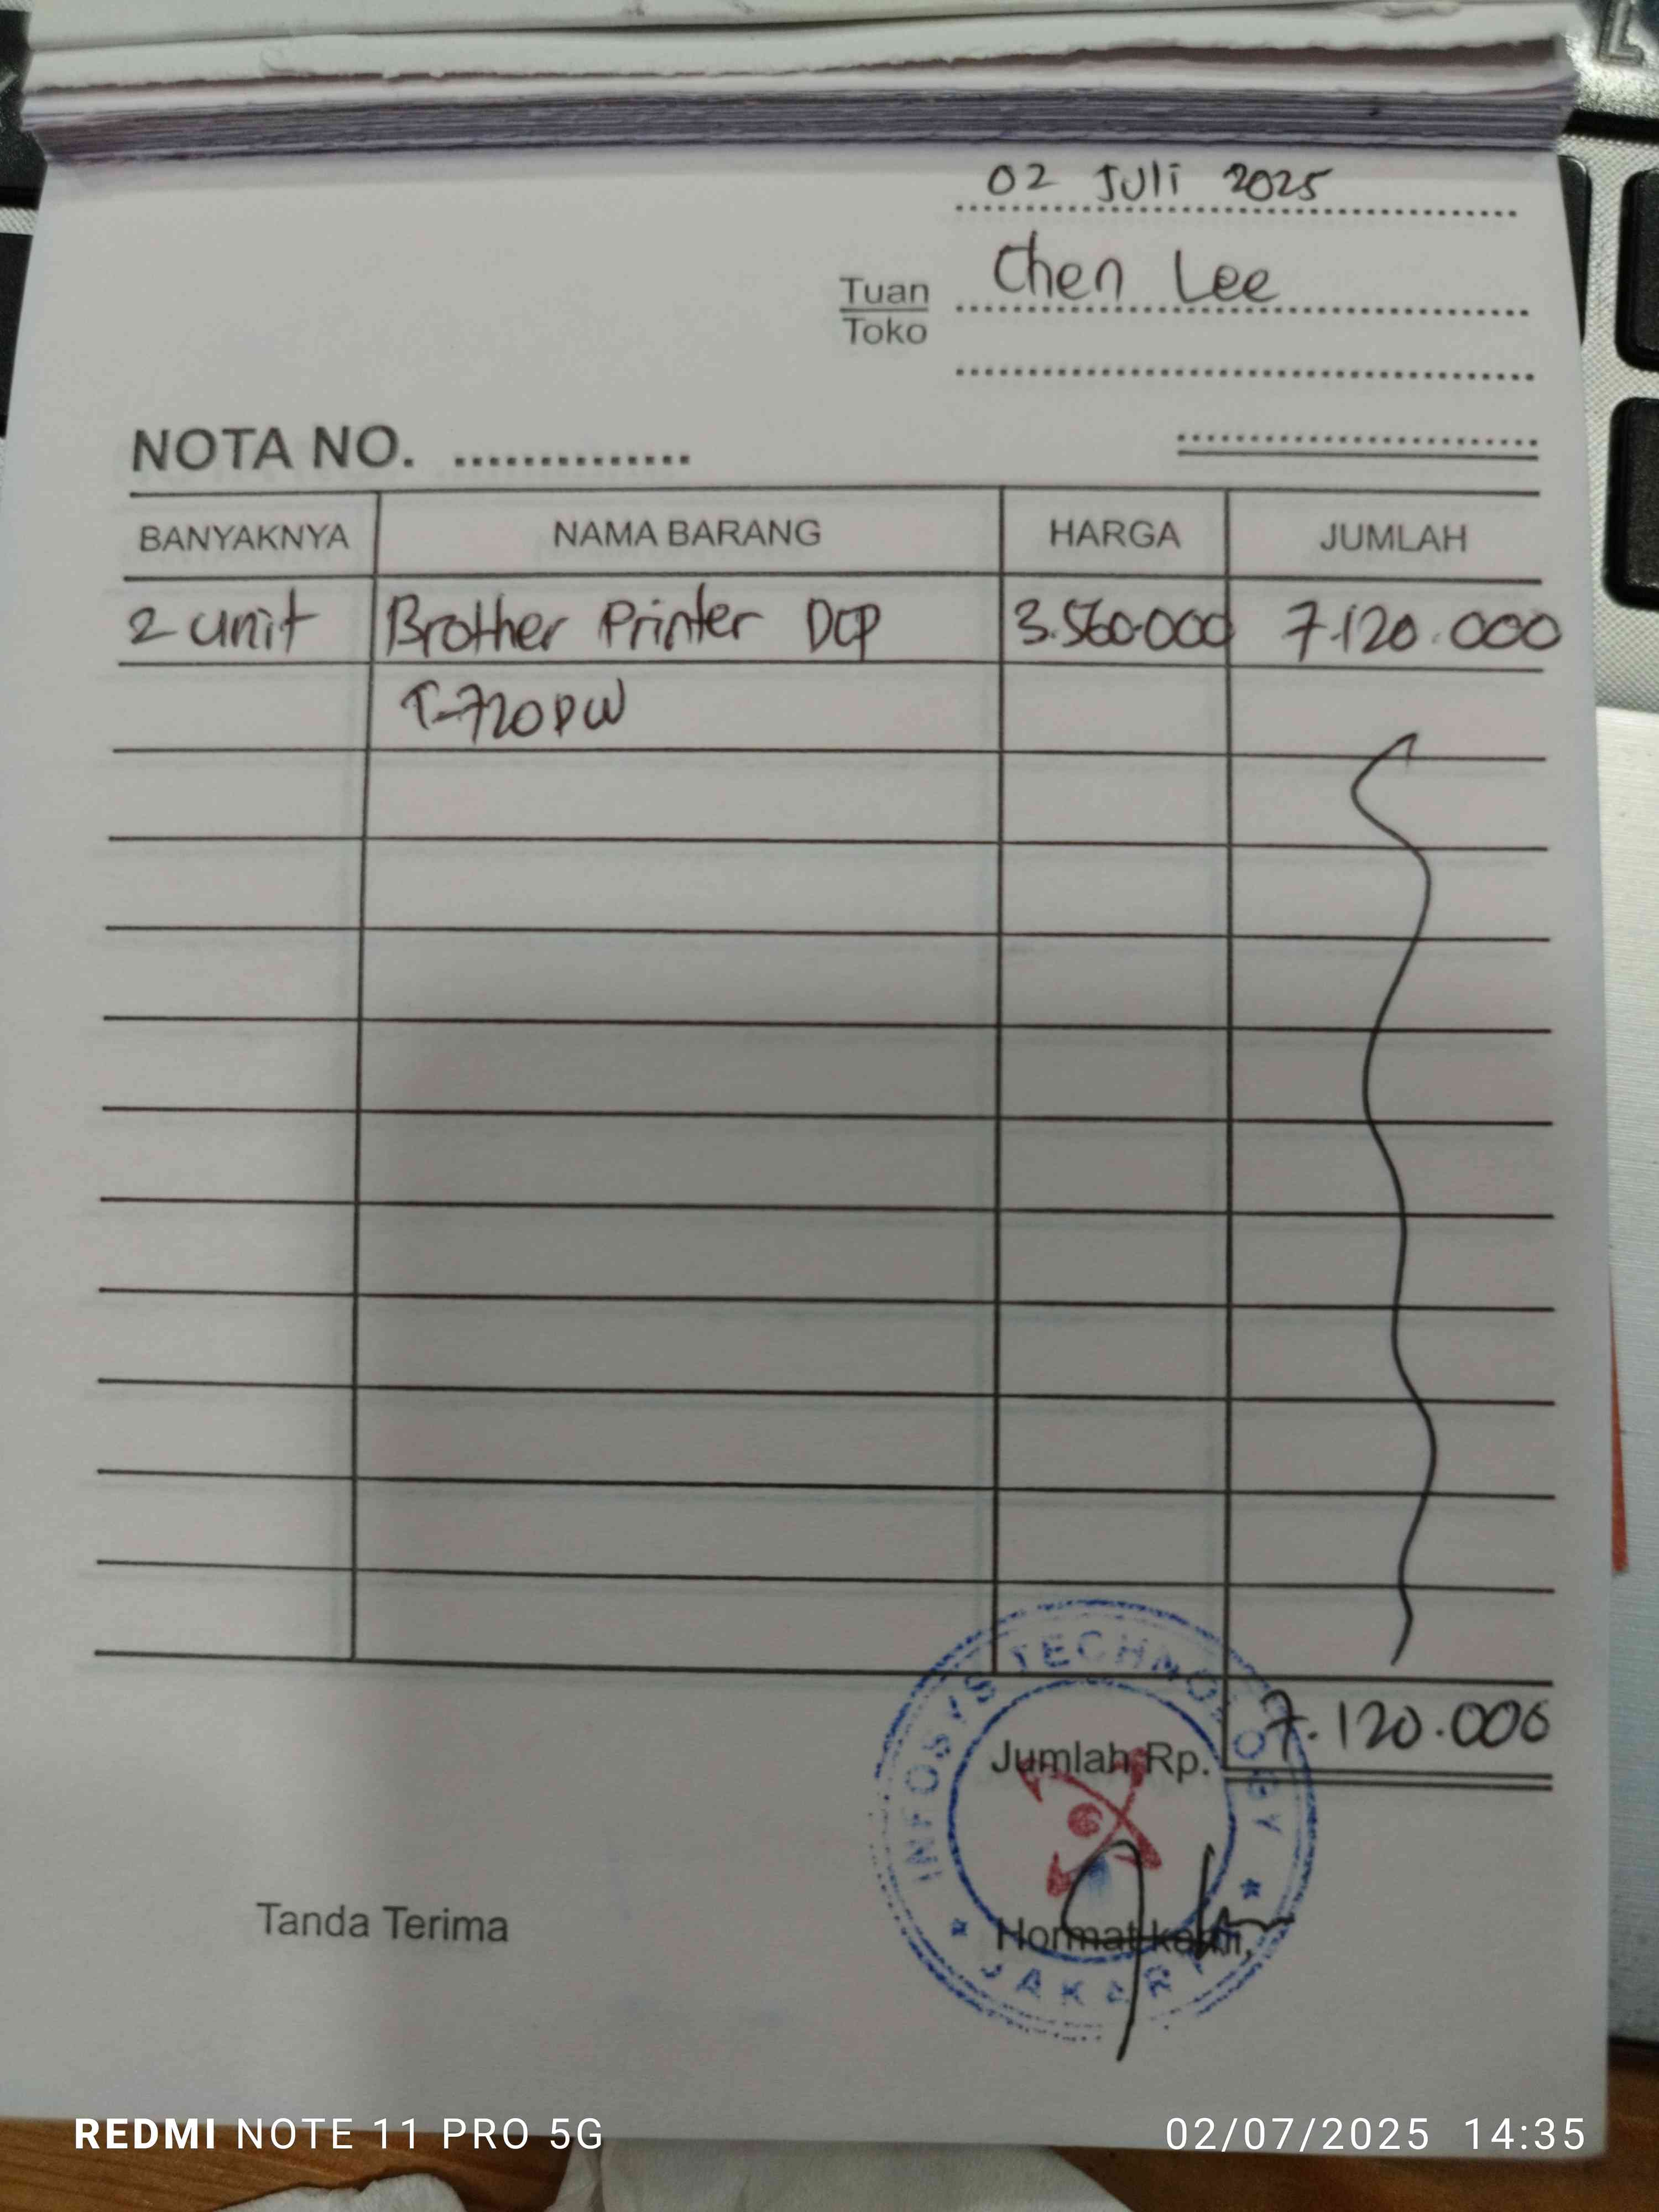 02 Juli 2025
Chen Lee
Tuan
Toko
NOTA NO.
BANYAKNYA NAMA BARANG HARGA JUMLAH
2 unit Brother Printer DCP 3.560.000 7.120.000
T-720DW
7.120.000
Jumlah Rp.
INFOSYS TECHNOLOGY
JAKARTA
Tanda Terima
Hormat kami,
REDMI NOTE 11 PRO 5G
02/07/2025 14:35